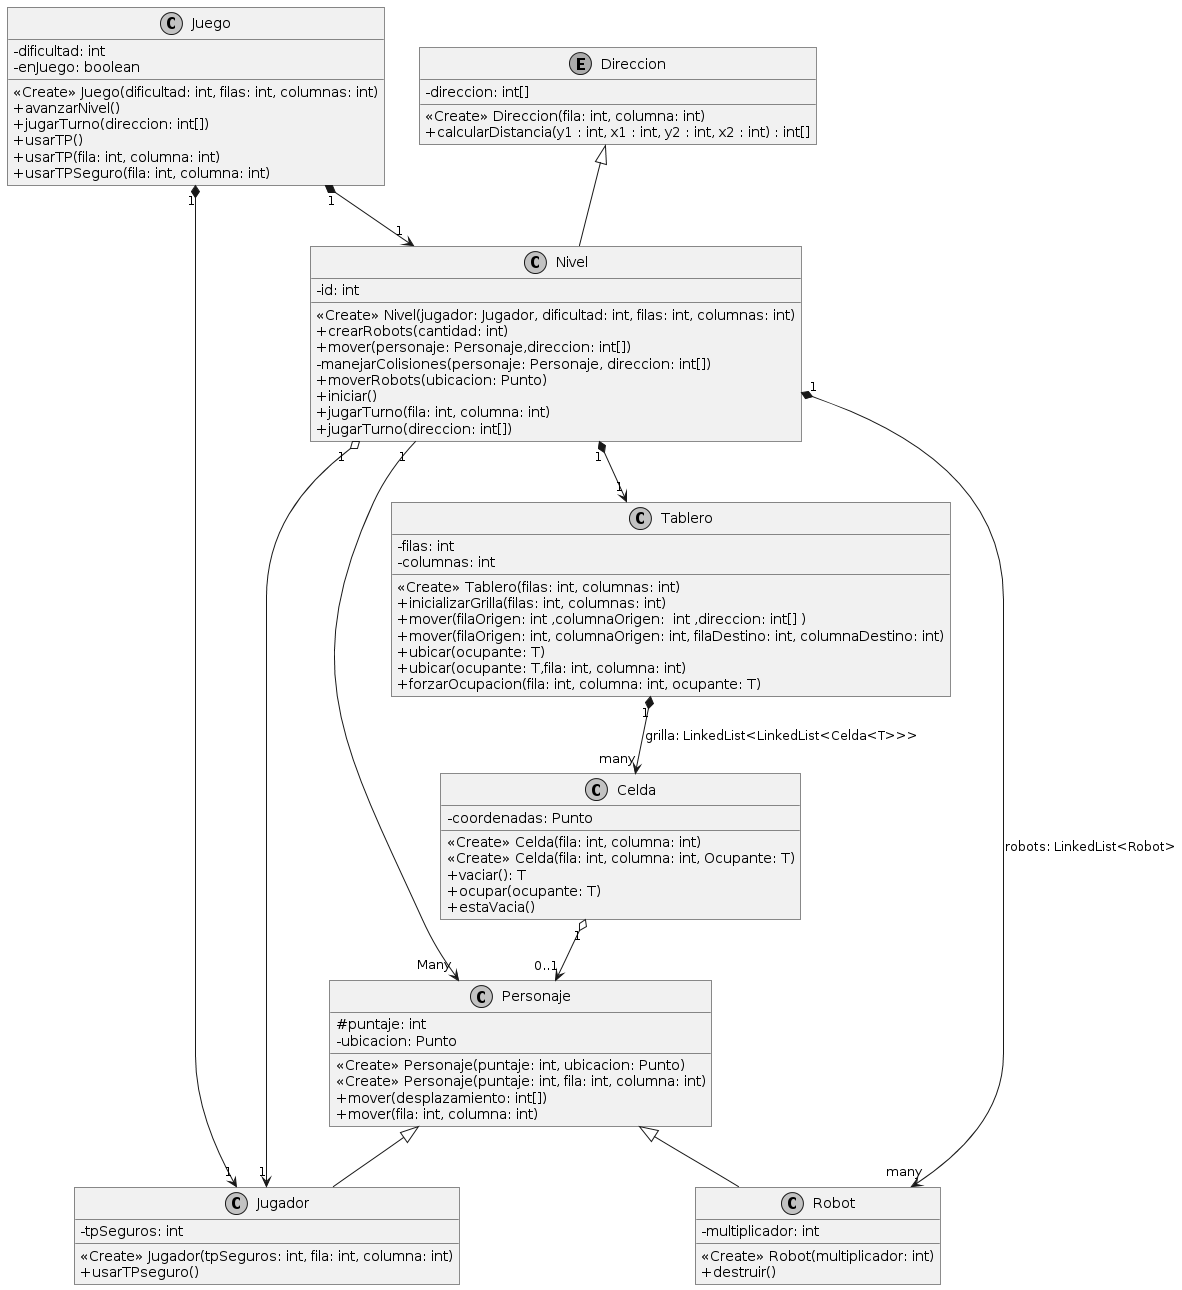 C Juego
-dificultad: int
-enJuego: boolean
«Create» Juego(dificultad: int, filas: int, columnas: int)
+avanzarNivel()
+jugarTurno(direccion: int[])
+usarTP()
+usarTP(fila: int, columna: int)
+usarTPSeguro(fila: int, columna: int)
E Direccion
-direccion: int[]
«Create» Direccion(fila: int, columna: int)
+calcularDistancia(y1 : int, x1 : int, y2 : int, x2 : int) : int[]
1
1
1
C Nivel
-id: int
«Create» Nivel(jugador: Jugador, dificultad: int, filas: int, columnas: int)
+crearRobots(cantidad: int)
+mover(personaje: Personaje,direccion: int[])
-manejarColisiones(personaje: Personaje, direccion: int[])
+moverRobots(ubicacion: Punto)
+iniciar()
+jugarTurno(fila: int, columna: int)
+jugarTurno(direccion: int[])
1
1
1
1
1
C Tablero
-filas: int
-columnas: int
«Create» Tablero(filas: int, columnas: int)
+inicializarGrilla(filas: int, columnas: int)
+mover(filaOrigen: int ,columnaOrigen:  int ,direccion: int[] )
+mover(filaOrigen: int, columnaOrigen: int, filaDestino: int, columnaDestino: int)
+ubicar(ocupante: T)
+ubicar(ocupante: T,fila: int, columna: int)
+forzarOcupacion(fila: int, columna: int, ocupante: T)
1
grilla: LinkedList<LinkedList<Celda<T>>>
many
C Celda
-coordenadas: Punto
«Create» Celda(fila: int, columna: int)
«Create» Celda(fila: int, columna: int, Ocupante: T)
+vaciar(): T
+ocupar(ocupante: T)
+estaVacia()
robots: LinkedList<Robot>
1
Many
0..1
C Personaje
#puntaje: int
-ubicacion: Punto
«Create» Personaje(puntaje: int, ubicacion: Punto)
«Create» Personaje(puntaje: int, fila: int, columna: int)
+mover(desplazamiento: int[])
+mover(fila: int, columna: int)
1
1
many
C Jugador
-tpSeguros: int
«Create» Jugador(tpSeguros: int, fila: int, columna: int)
+usarTPseguro()
C Robot
-multiplicador: int
«Create» Robot(multiplicador: int)
+destruir()